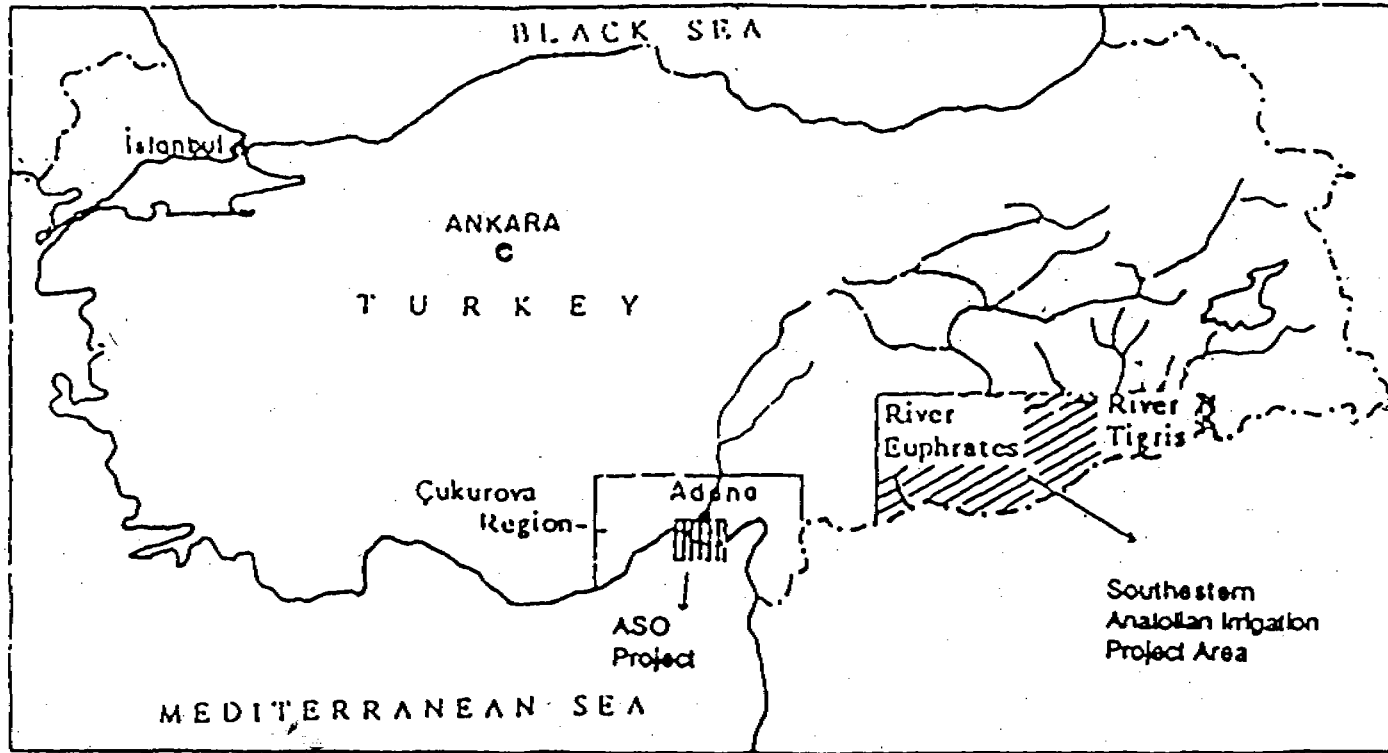 BLACK SEA
İstanbul
ANKARA
TURKEY
River
Euphrates
River
Tigris
Çukurova
Region
Adana
ASO
Project
Southestern
Anatolian Irrigation
Project Area
MEDITERRANEAN SEA